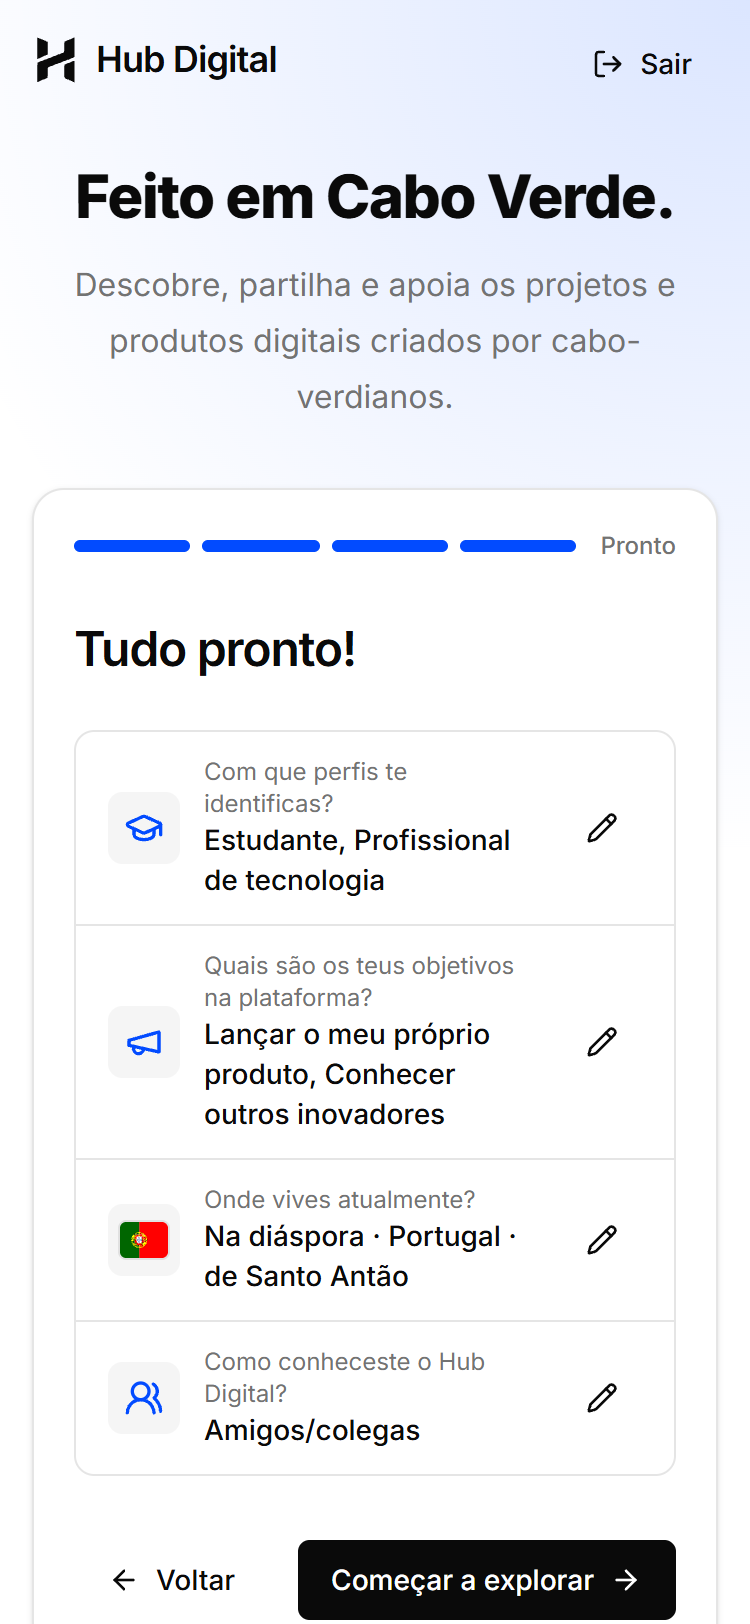 Hub Digital
Sair
Feito em Cabo Verde.
Descobre, partilha e apoia os projetos e
produtos digitais criados por cabo-
verdianos.
Pronto
Tudo pronto!
Com que perfis te
identificas?
Estudante, Profissional
de tecnologia
Quais são os teus objetivos
na plataforma?
Lançar o meu próprio
produto, Conhecer
outros inovadores
Onde vives atualmente?
Na diáspora · Portugal ·
de Santo Antão
Como conheceste o Hub
Digital?
Amigos/colegas
Voltar
Começar a explorar